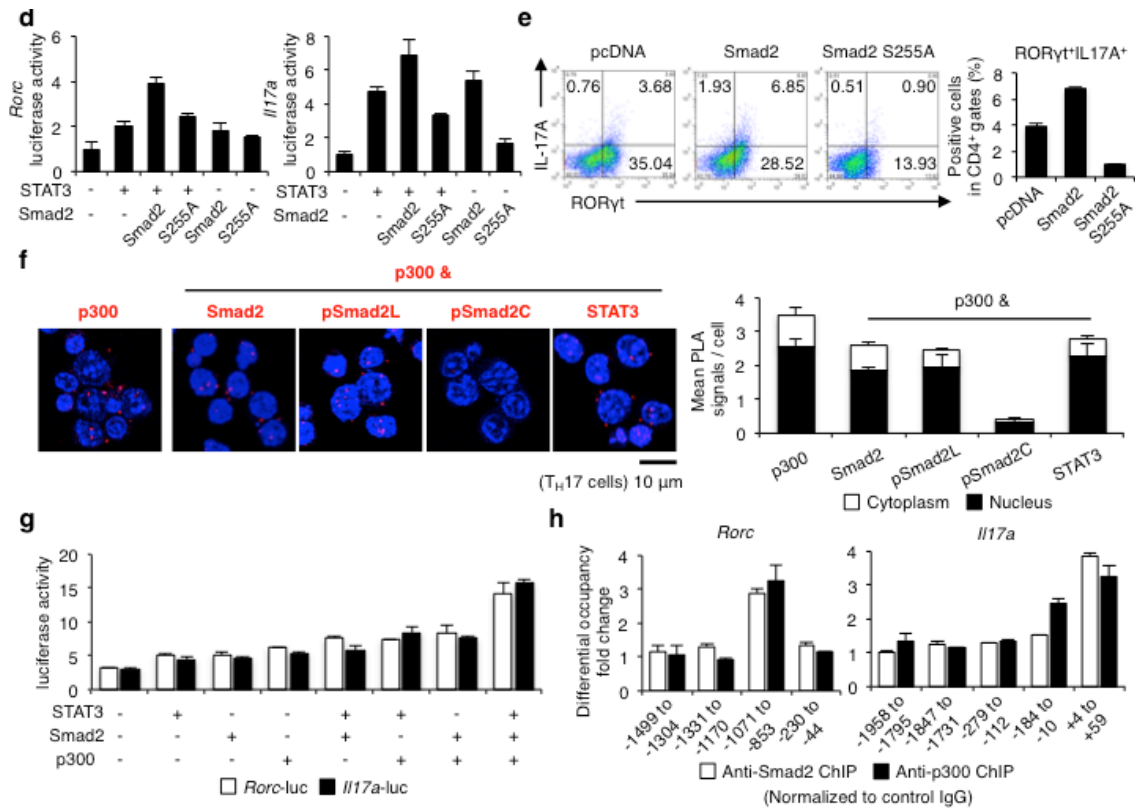 d
Rorc
luciferase activity
6
4
2
0
STAT3 - + + + - -
Smad2 - - Smad2 S255A Smad2 S255A
Il17a
luciferase activity
8
6
4
2
0
STAT3 - + + + - -
Smad2 - - Smad2 S255A Smad2 S255A
e
pcDNA Smad2 Smad2 S255A
IL-17A
0.76 3.68 1.93 6.85 0.51 0.90
35.04 28.52 13.93
RORγt
RORγt⁺IL17A⁺
Positive cells
in CD4⁺ gates (%)
8
6
4
2
0
pcDNA
Smad2
Smad2
S255A
f
p300 &
p300 Smad2 pSmad2L pSmad2C STAT3
(TH17 cells) 10 μm
p300 &
Mean PLA
signals / cell
4
3
2
1
0
p300 Smad2 pSmad2L pSmad2C STAT3
Cytoplasm Nucleus
g
luciferase activity
20
15
10
5
0
STAT3 - + - - + + - +
Smad2 - - + - + - + +
p300 - - - + - + + +
Rorc-luc Il17a-luc
h
Rorc Il17a
Differential occupancy
fold change
4
3
2
1
0
-1499 to
-1304
-1331 to
-1170
-1071 to
-853
-230 to
-44
4
2
0
-1958 to
-1795
-1847 to
-1731
-279 to
-112
-184 to
-10
+4 to
+59
Anti-Smad2 ChIP Anti-p300 ChIP
(Normalized to control IgG)